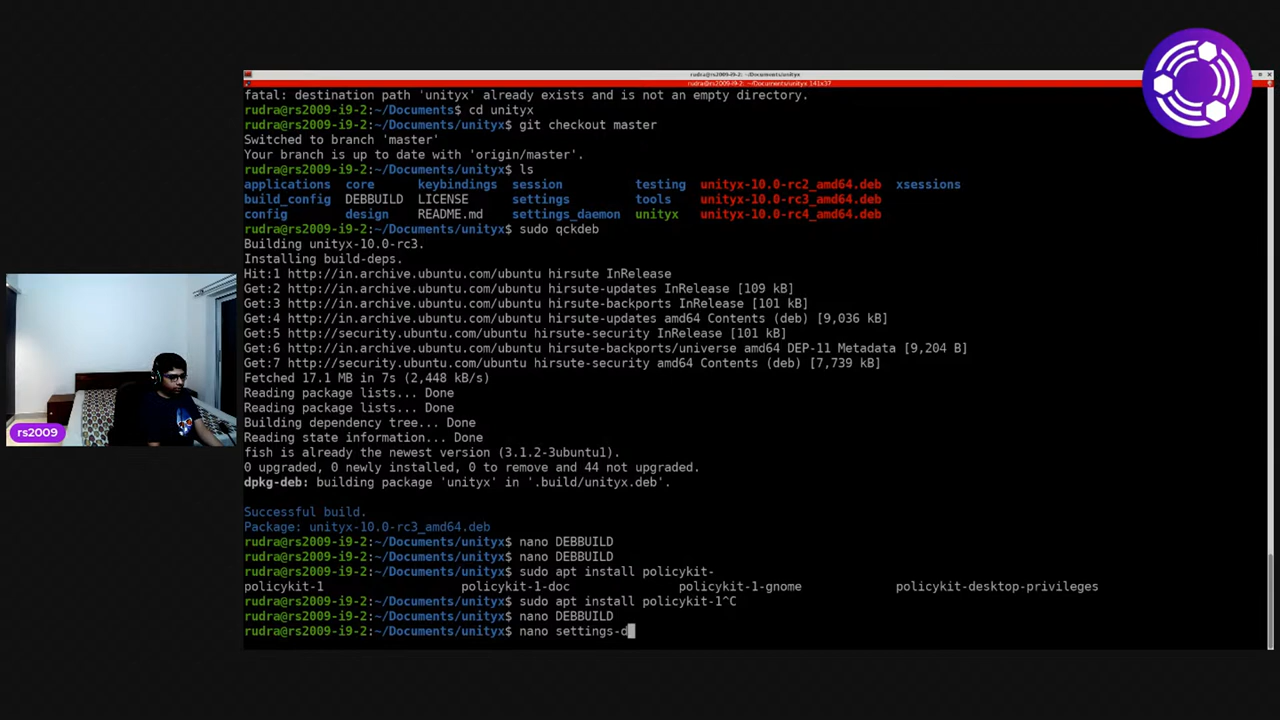 rudra@rs2009-i9-2: ~/Documents/unityx
rudra@rs2009-i9-2: ~/Documents/unityx 141x37
fatal: destination path 'unityx' already exists and is not an empty directory.
rudra@rs2009-i9-2:~/Documents$ cd unityx
rudra@rs2009-i9-2:~/Documents/unityx$ git checkout master
Switched to branch 'master'
Your branch is up to date with 'origin/master'.
rudra@rs2009-i9-2:~/Documents/unityx$ ls
applications core keybindings session testing unityx-10.0-rc2_amd64.deb xsessions
build_config DEBBUILD LICENSE settings tools unityx-10.0-rc3_amd64.deb
config design README.md settings_daemon unityx unityx-10.0-rc4_amd64.deb
rudra@rs2009-i9-2:~/Documents/unityx$ sudo qckdeb
Building unityx-10.0-rc3.
Installing build-deps.
Hit:1 http://in.archive.ubuntu.com/ubuntu hirsute InRelease
Get:2 http://in.archive.ubuntu.com/ubuntu hirsute-updates InRelease [109 kB]
Get:3 http://in.archive.ubuntu.com/ubuntu hirsute-backports InRelease [101 kB]
Get:4 http://in.archive.ubuntu.com/ubuntu hirsute-updates amd64 Contents (deb) [9,036 kB]
Get:5 http://security.ubuntu.com/ubuntu hirsute-security InRelease [101 kB]
Get:6 http://in.archive.ubuntu.com/ubuntu hirsute-backports/universe amd64 DEP-11 Metadata [9,204 B]
Get:7 http://security.ubuntu.com/ubuntu hirsute-security amd64 Contents (deb) [7,739 kB]
Fetched 17.1 MB in 7s (2,448 kB/s)
Reading package lists... Done
Reading package lists... Done
Building dependency tree... Done
Reading state information... Done
fish is already the newest version (3.1.2-3ubuntu1).
0 upgraded, 0 newly installed, 0 to remove and 44 not upgraded.
dpkg-deb: building package 'unityx' in '.build/unityx.deb'.
Successful build.
Package: unityx-10.0-rc3_amd64.deb
rudra@rs2009-i9-2:~/Documents/unityx$ nano DEBBUILD
rudra@rs2009-i9-2:~/Documents/unityx$ nano DEBBUILD
rudra@rs2009-i9-2:~/Documents/unityx$ sudo apt install policykit-
policykit-1 policykit-1-doc policykit-1-gnome policykit-desktop-privileges
rudra@rs2009-i9-2:~/Documents/unityx$ sudo apt install policykit-1^C
rudra@rs2009-i9-2:~/Documents/unityx$ nano DEBBUILD
rudra@rs2009-i9-2:~/Documents/unityx$ nano settings-d
rs2009